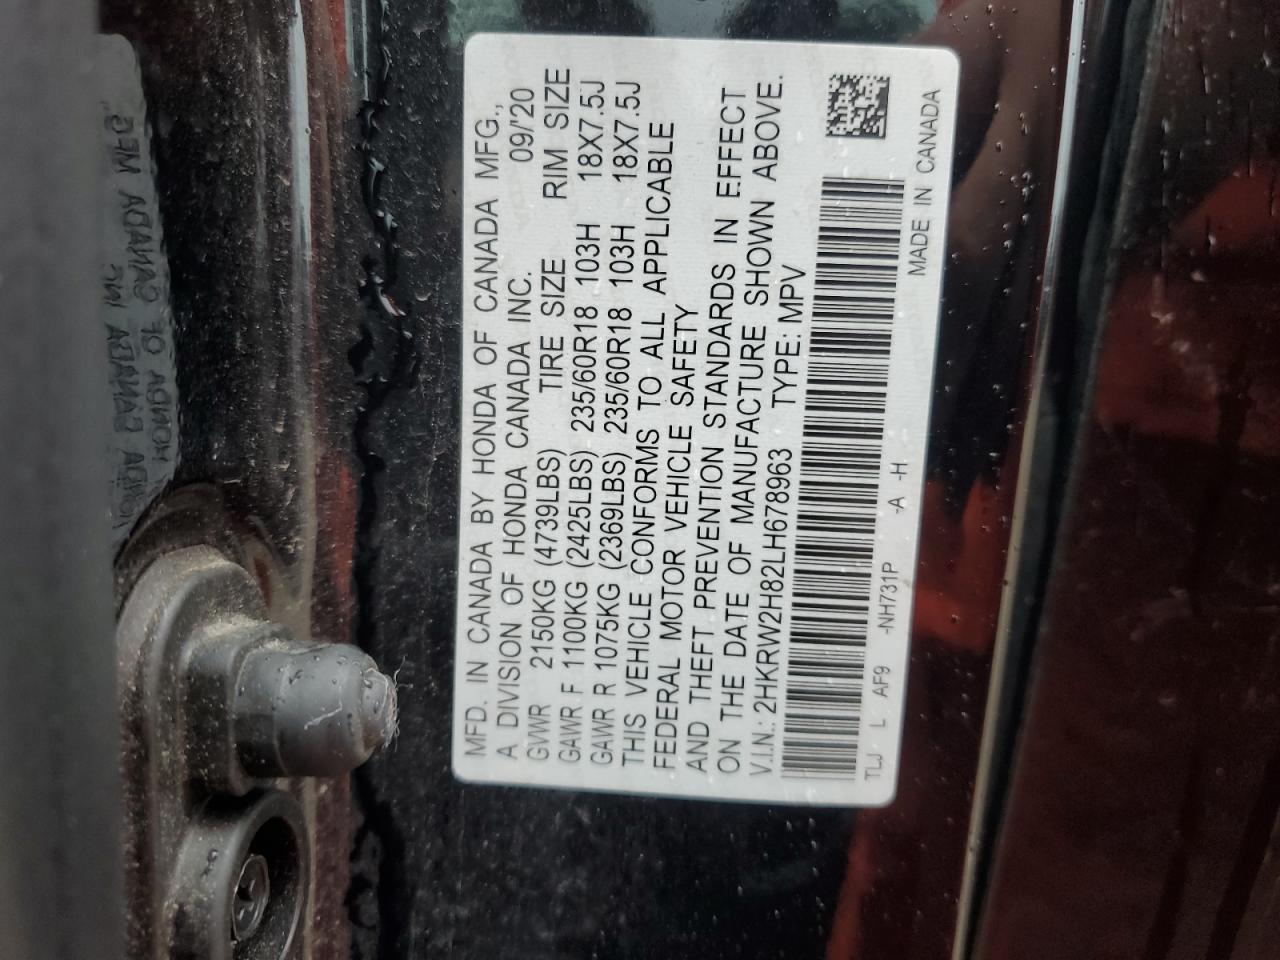 MFD. IN CANADA BY HONDA OF CANADA MFG.,
A DIVISION OF HONDA CANADA INC. 09/'20
GVWR 2150KG (4739LBS) TIRE SIZE RIM SIZE
GAWR F 1100KG (2425LBS) 235/60R18 103H 18X7.5J
GAWR R 1075KG (2369LBS) 235/60R18 103H 18X7.5J
THIS VEHICLE CONFORMS TO ALL APPLICABLE
FEDERAL MOTOR VEHICLE SAFETY
AND THEFT PREVENTION STANDARDS IN EFFECT
ON THE DATE OF MANUFACTURE SHOWN ABOVE.
V.I.N.: 2HKRW2H82LH678963 TYPE: MPV
TLJ L AF9 -NH731P -A -H
MADE IN CANADA